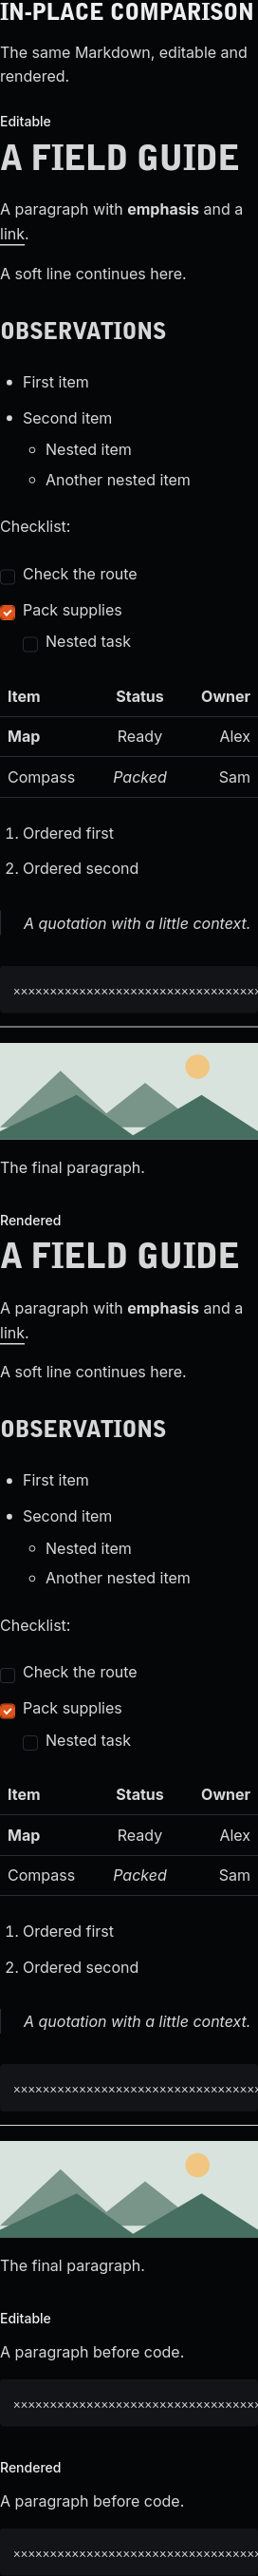 IN-PLACE COMPARISON
The same Markdown, editable and
rendered.
Editable
A FIELD GUIDE
A paragraph with emphasis and a
link.
A soft line continues here.
OBSERVATIONS
First item
Second item
Nested item
Another nested item
Checklist:
Check the route
Pack supplies
Nested task
Item Status Owner
Map Ready Alex
Compass Packed Sam
1. Ordered first
2. Ordered second
A quotation with a little context.
xxxxxxxxxxxxxxxxxxxxxxxxxxxxxxxxxx
The final paragraph.
Rendered
A FIELD GUIDE
A paragraph with emphasis and a
link.
A soft line continues here.
OBSERVATIONS
First item
Second item
Nested item
Another nested item
Checklist:
Check the route
Pack supplies
Nested task
Item Status Owner
Map Ready Alex
Compass Packed Sam
1. Ordered first
2. Ordered second
A quotation with a little context.
xxxxxxxxxxxxxxxxxxxxxxxxxxxxxxxxxx
The final paragraph.
Editable
A paragraph before code.
xxxxxxxxxxxxxxxxxxxxxxxxxxxxxxxxxx
Rendered
A paragraph before code.
xxxxxxxxxxxxxxxxxxxxxxxxxxxxxxxxxx